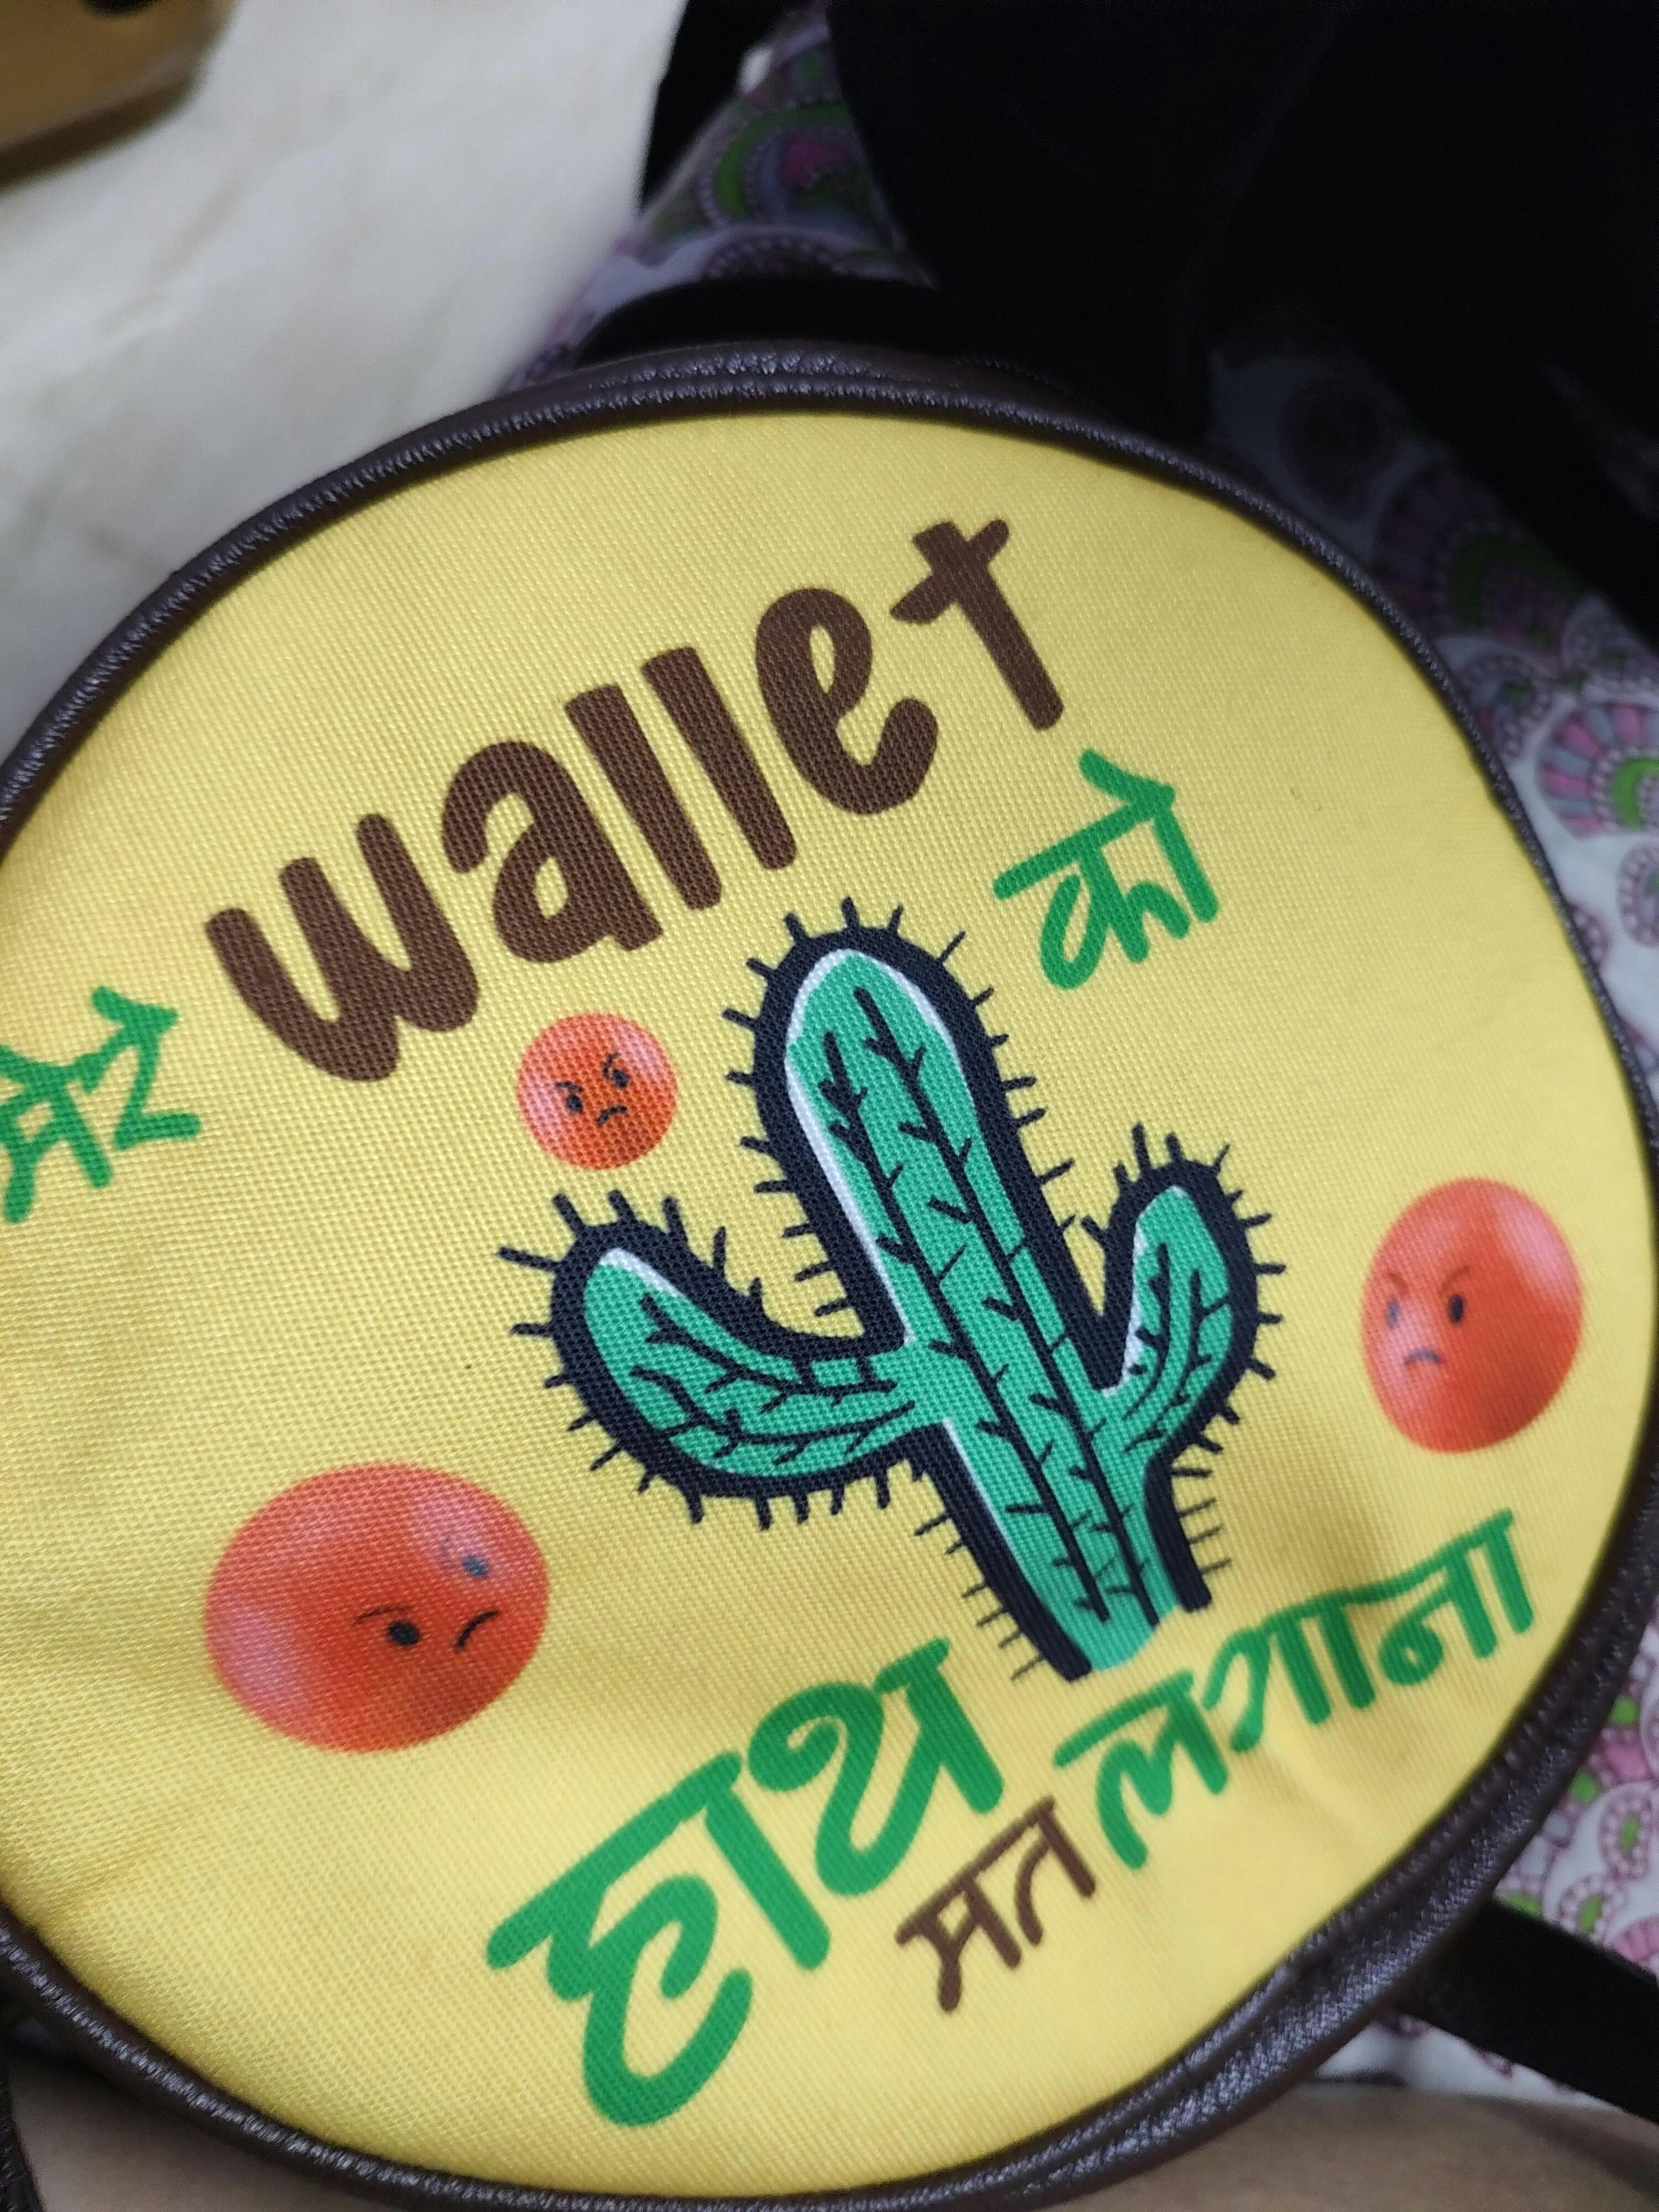 मेरे wallet को
हाथ मत लगाना